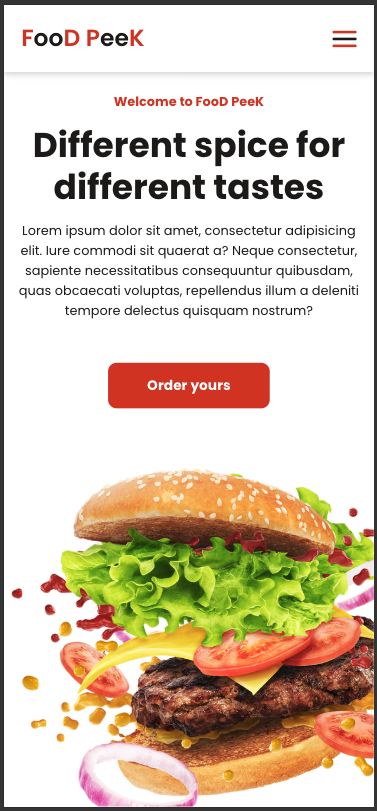 FooD PeeK
Welcome to FooD PeeK
Different spice for
different tastes
Lorem ipsum dolor sit amet, consectetur adipisicing
elit. Iure commodi sit quaerat a? Neque consectetur,
sapiente necessitatibus consequuntur quibusdam,
quas obcaecati voluptas, repellendus illum a deleniti
tempore delectus quisquam nostrum?
Order yours